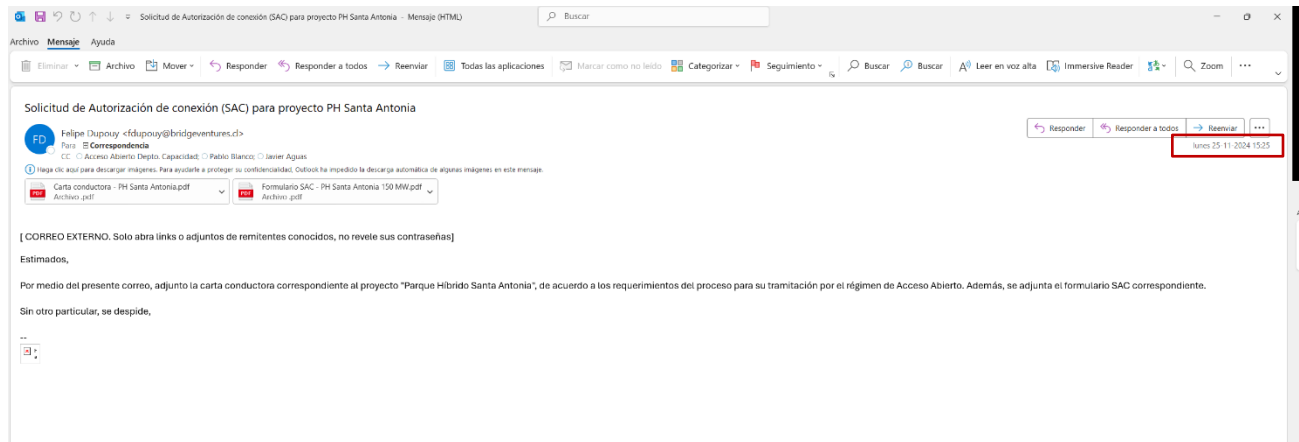 Solicitud de Autorización de conexión (SAC) para proyecto PH Santa Antonia - Mensaje (HTML)
Buscar
Archivo Mensaje Ayuda
Eliminar Archivo Mover Responder Responder a todos Reenviar Todas las aplicaciones Marcar como no leído Categorizar Seguimiento Buscar Buscar Leer en voz alta Immersive Reader Zoom
Solicitud de Autorización de conexión (SAC) para proyecto PH Santa Antonia
FD
Felipe Dupouy <fdupouy@bridgeventures.cl>
Para Correspondencia
CC Acceso Abierto Depto. Capacidad; Pablo Blanco; Javier Aguas
Responder Responder a todos Reenviar
lunes 25-11-2024 15:25
Haga clic aquí para descargar imágenes. Para ayudarle a proteger su confidencialidad, Outlook ha impedido la descarga automática de algunas imágenes en este mensaje.
Carta conductora - PH Santa Antonia.pdf
Archivo .pdf
Formulario SAC - PH Santa Antonia 150 MW.pdf
Archivo .pdf
[ CORREO EXTERNO. Solo abra links o adjuntos de remitentes conocidos, no revele sus contraseñas]
Estimados,
Por medio del presente correo, adjunto la carta conductora correspondiente al proyecto "Parque Híbrido Santa Antonia", de acuerdo a los requerimientos del proceso para su tramitación por el régimen de Acceso Abierto. Además, se adjunta el formulario SAC correspondiente.
Sin otro particular, se despide,
--